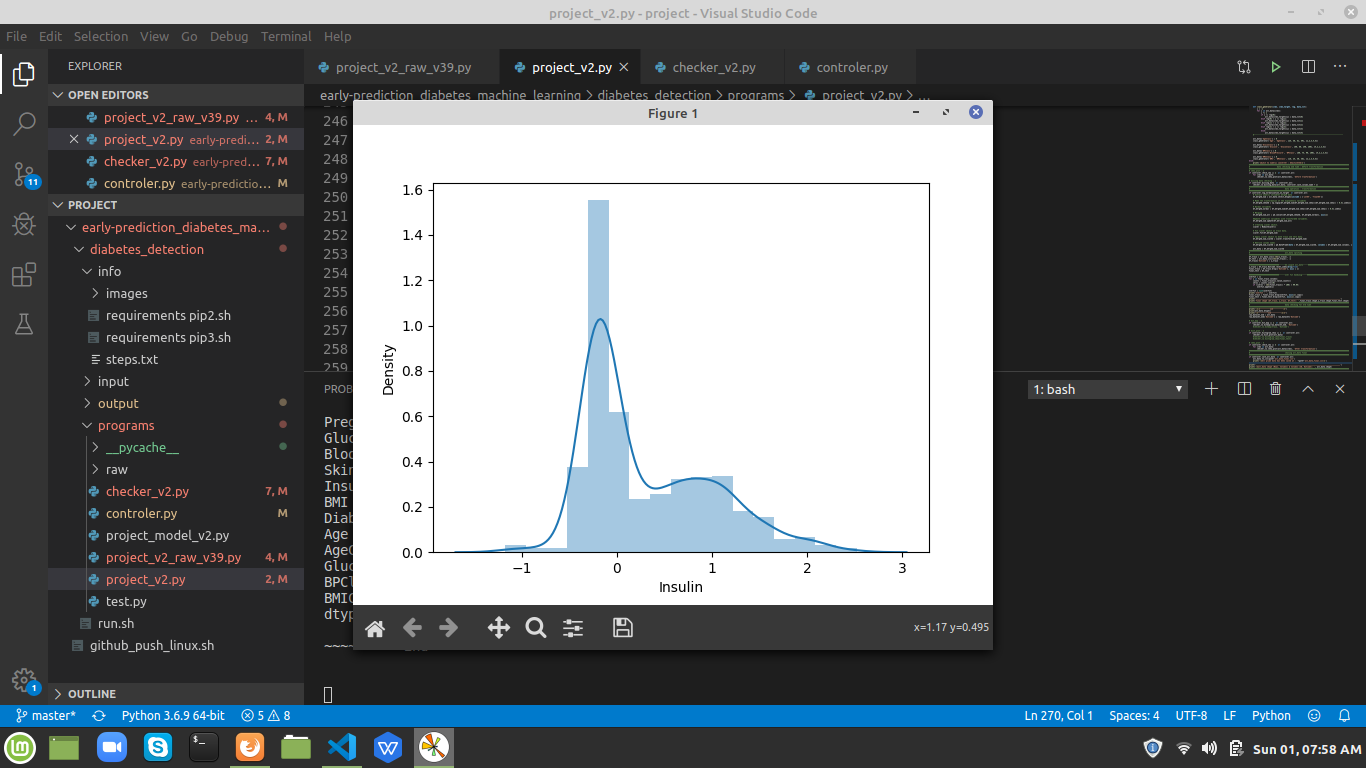 project_v2.py - project - Visual Studio Code
File Edit Selection View Go Debug Terminal Help
EXPLORER
project_v2_raw_v39.py project_v2.py checker_v2.py controler.py
OPEN EDITORS
early-prediction_diabetes_machine_learning > diabetes_detection > programs > project_v2.py > ...
project_v2_raw_v39.py ... 4, M
project_v2.py early-predi... 2, M
checker_v2.py early-pred... 7, M
controler.py early-predictio... M
PROJECT
early-prediction_diabetes_ma...
diabetes_detection
info
images
requirements pip2.sh
requirements pip3.sh
steps.txt
input
output
programs
__pycache__
raw
checker_v2.py 7, M
controler.py M
project_model_v2.py
project_v2_raw_v39.py 4, M
project_v2.py 2, M
test.py
run.sh
github_push_linux.sh
OUTLINE
11
1
246
247
248
249
250
251
252
253
254
255
256
257
258
259
Figure 1
1.6
1.4
1.2
1.0
0.8
0.6
0.4
0.2
0.0
Density
−1 0 1 2 3
Insulin
x=1.17 y=0.495
PROB
1: bash
Preg
Gluc
Bloo
Skin
Insu
BMI
Diab
Age
AgeC
Gluc
BPCl
BMIC
dtyp
~~~~
master* Python 3.6.9 64-bit 5 8 Ln 270, Col 1 Spaces: 4 UTF-8 LF Python
Sun 01, 07:58 AM